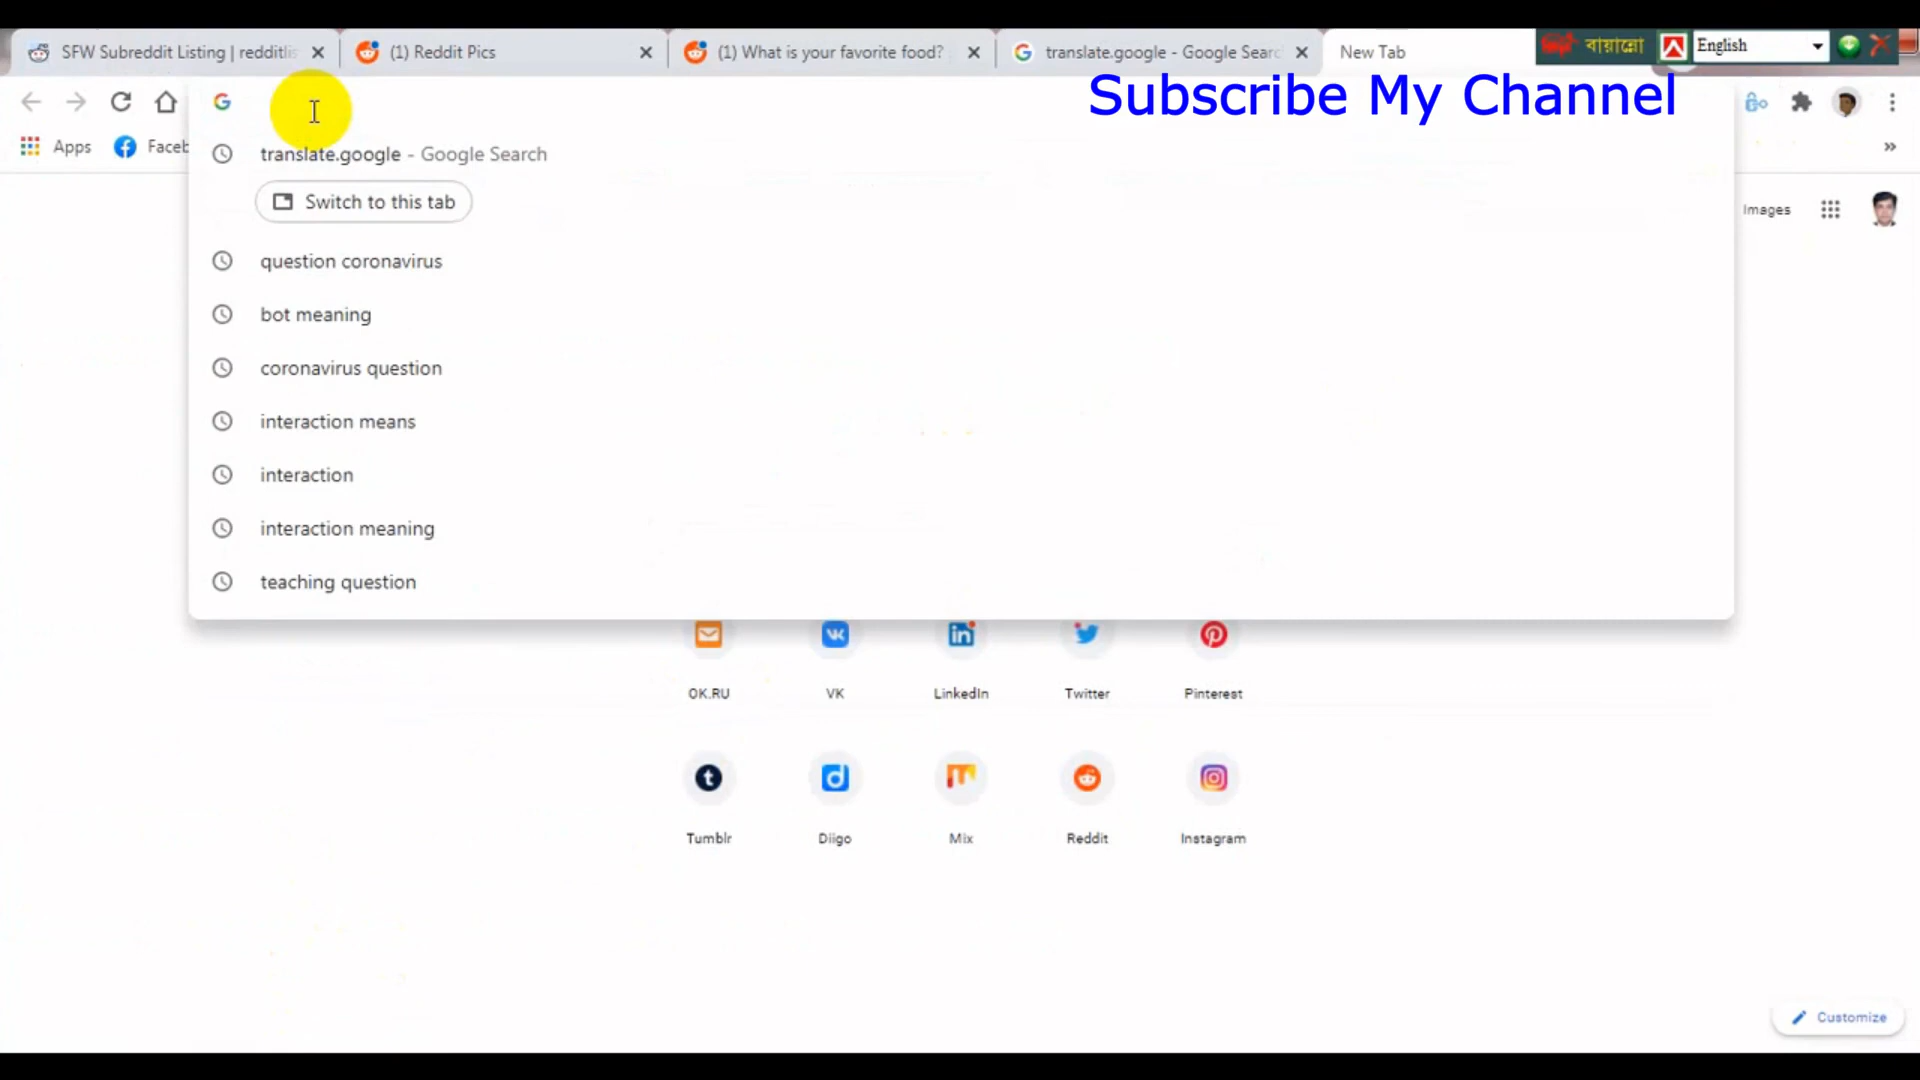 SFW Subreddit Listing | redditlis
(1) Reddit Pics
(1) What is your favorite food?
translate.google - Google Searc
New Tab
বায়ান্নো
English
Subscribe My Channel
Apps
Faceb
»
translate.google - Google Search
Switch to this tab
Images
question coronavirus
bot meaning
coronavirus question
interaction means
interaction
interaction meaning
teaching question
OK.RU
VK
LinkedIn
Twitter
Pinterest
Tumblr
Diigo
Mix
Reddit
Instagram
Customize